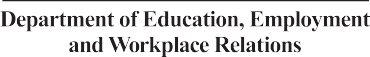 Department of Education, Employment
and Workplace Relations